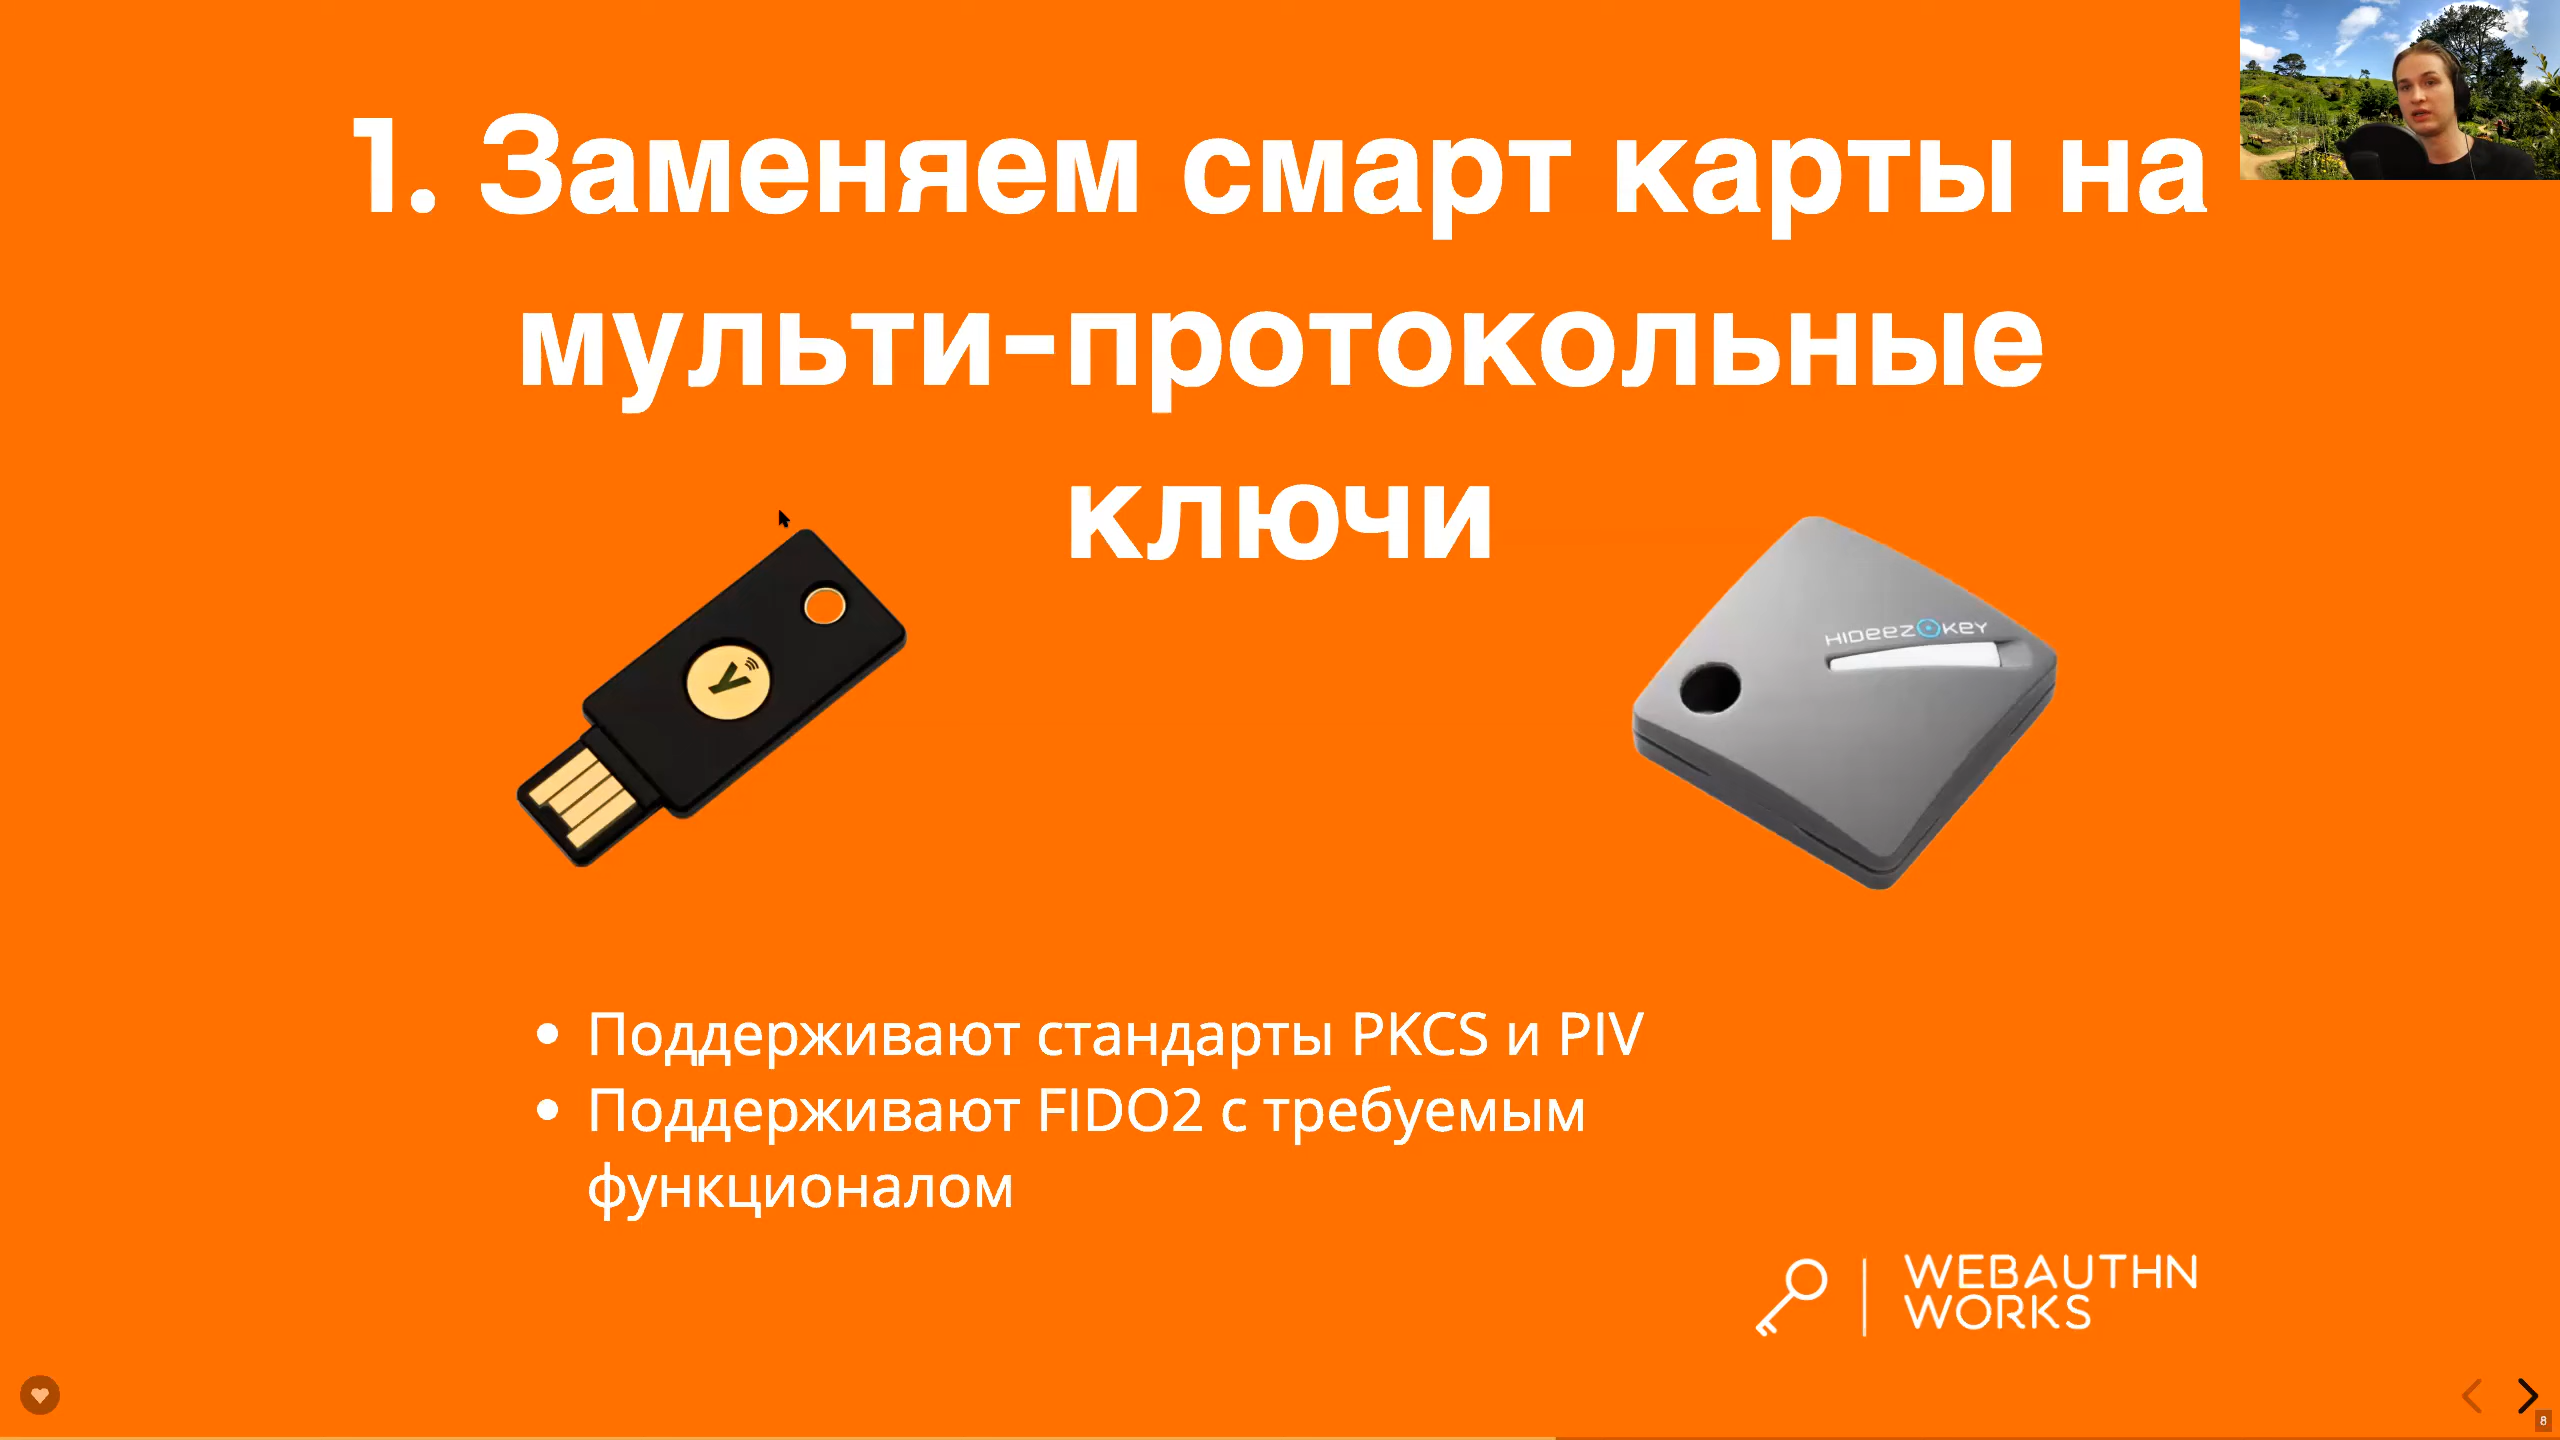 1. Заменяем смарт карты на
мульти-протокольные
ключи
HIDEEZ KEY
y
Поддерживают стандарты PKCS и PIV
Поддерживают FIDO2 с требуемым
функционалом
WEBAUTHN
WORKS
8